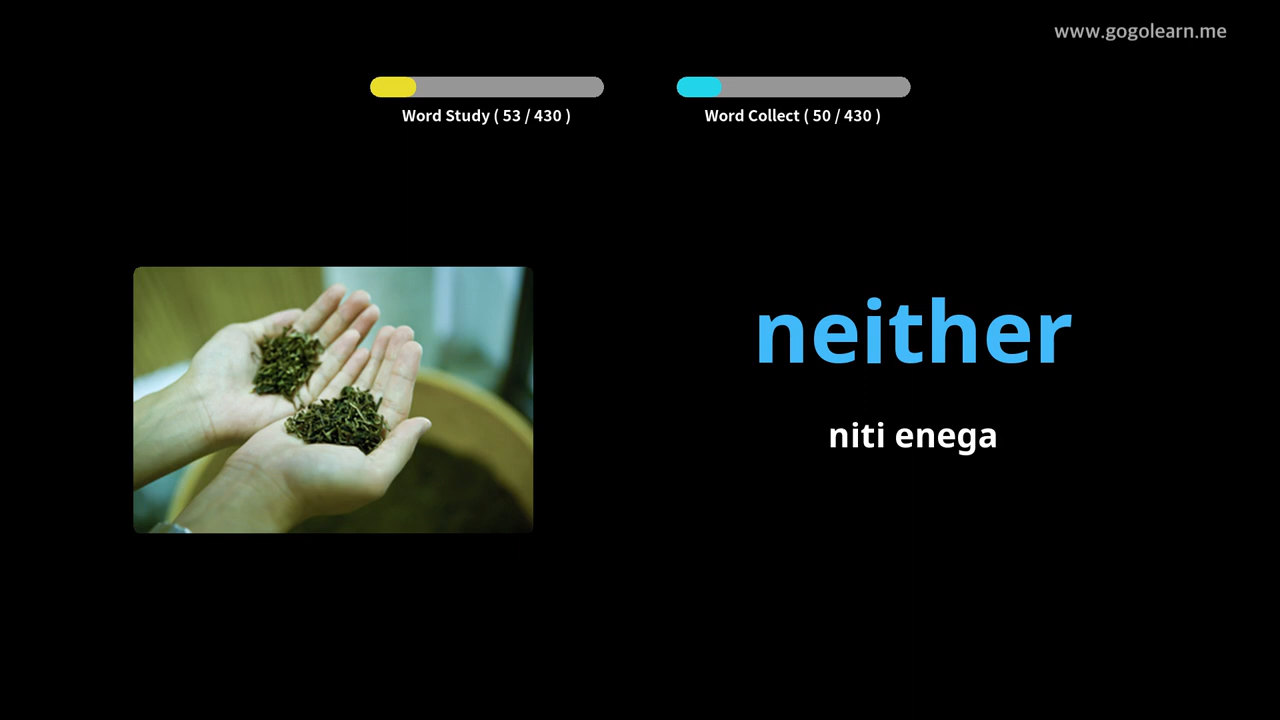 www.gogolearn.me
Word Study ( 53 / 430 )
Word Collect ( 50 / 430 )
neither
niti enega